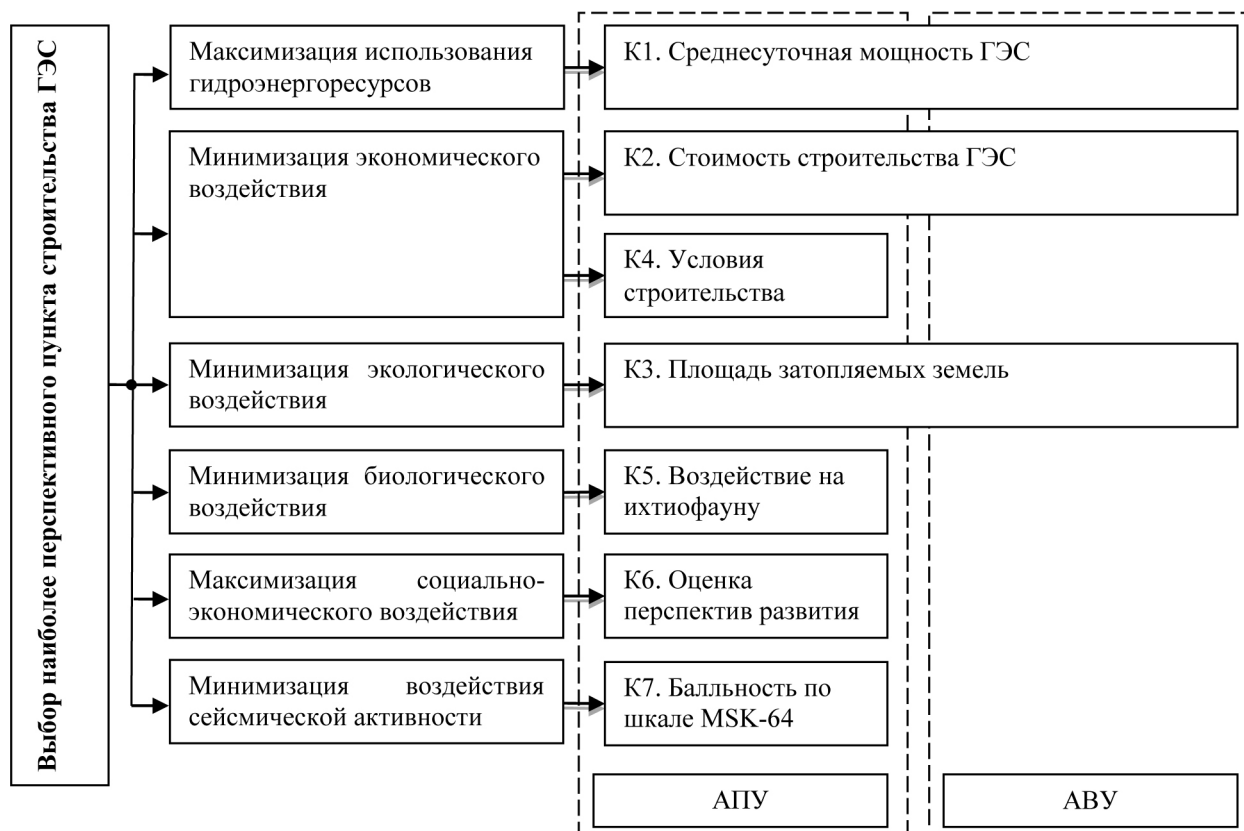 Выбор наиболее перспективного пункта строительства ГЭС
Максимизация использования
гидроэнергоресурсов
К1. Среднесуточная мощность ГЭС
Минимизация экономического
воздействия
К2. Стоимость строительства ГЭС
К4. Условия
строительства
Минимизация экологического
воздействия
К3. Площадь затопляемых земель
Минимизация биологического
воздействия
К5. Воздействие на
ихтиофауну
Максимизация социально-
экономического воздействия
К6. Оценка
перспектив развития
Минимизация воздействия
сейсмической активности
К7. Балльность по
шкале MSK-64
АПУ
АВУ